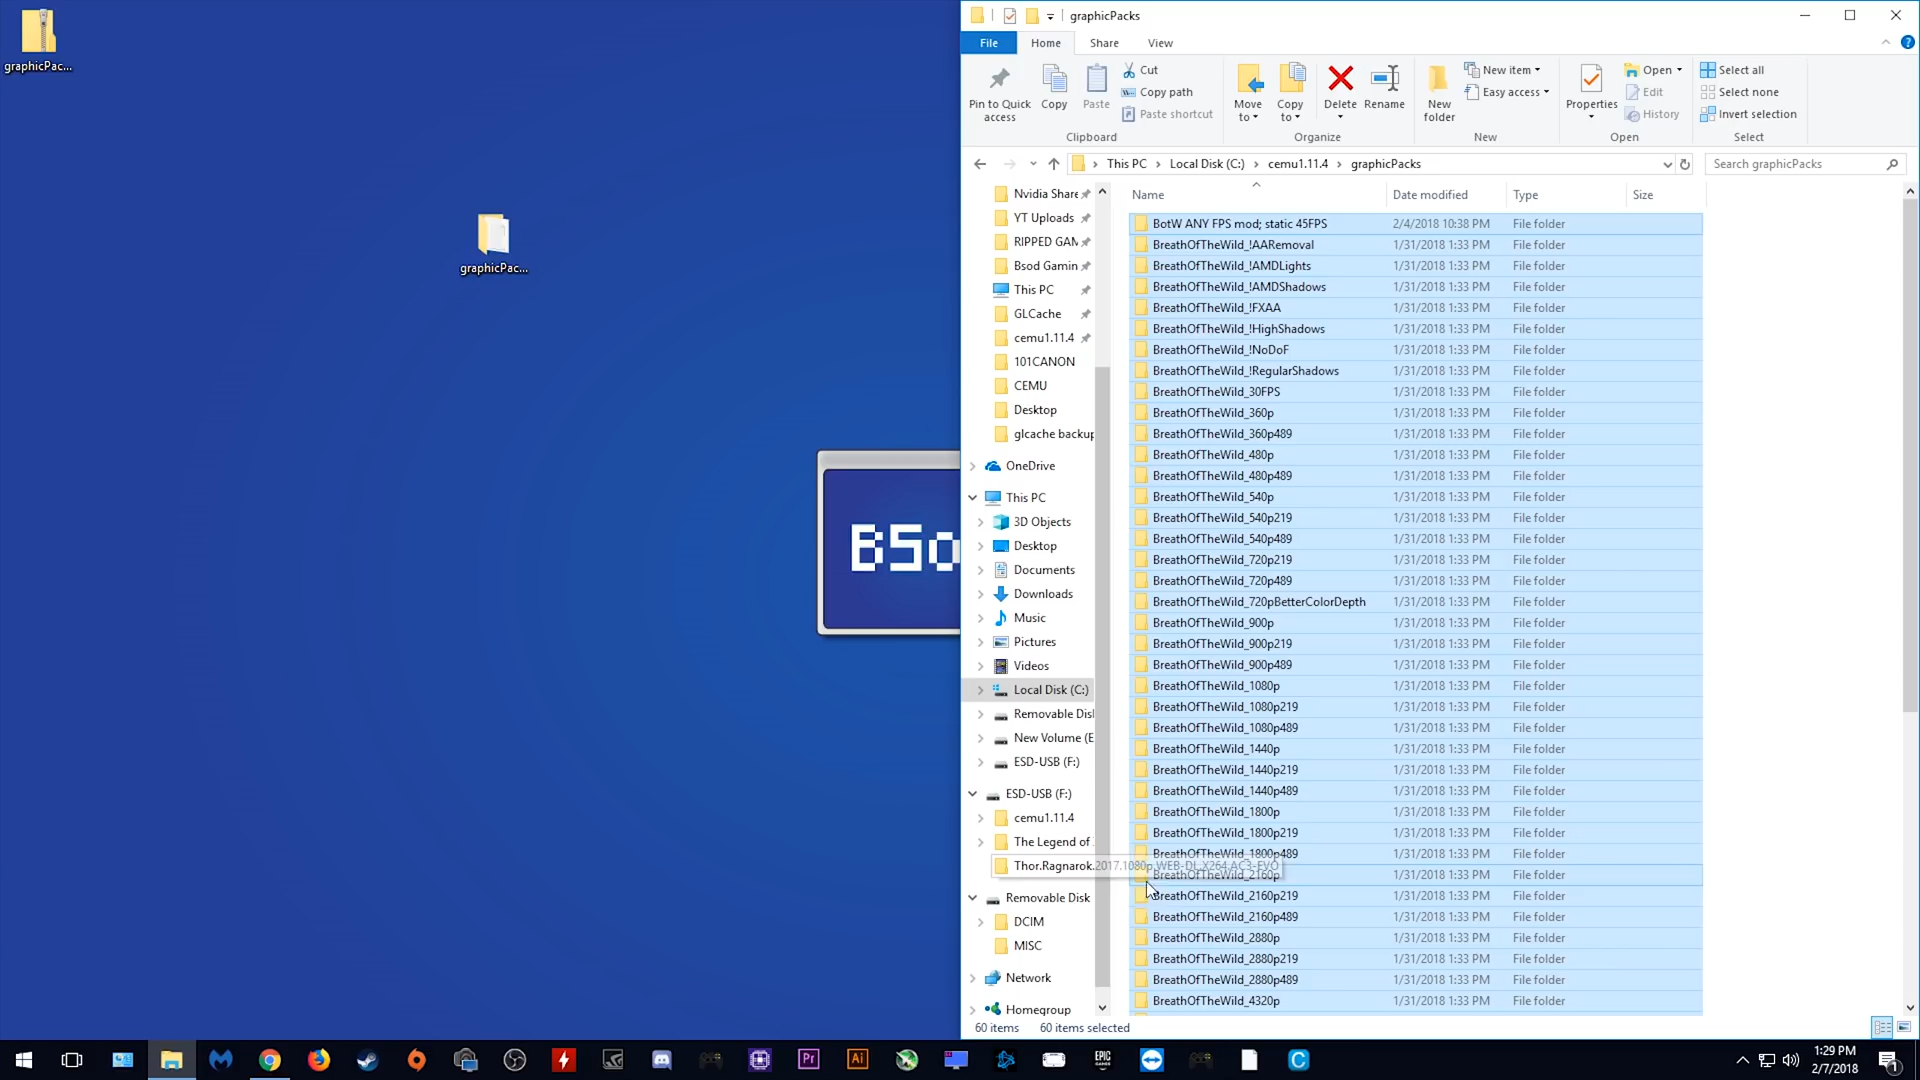 graphicPac...
graphicPac...
BSo
graphicPacks
File
Home
Share
View
Pin to Quick access
Copy
Paste
Cut
Copy path
Paste shortcut
Clipboard
Move to
Copy to
Delete
Rename
Organize
New folder
New item
Easy access
New
Properties
Open
Edit
History
Open
Select all
Select none
Invert selection
Select
This PC > Local Disk (C:) > cemu1.11.4 > graphicPacks
Search graphicPacks
Nvidia Share
YT Uploads
RIPPED GAM
Bsod Gamin
This PC
GLCache
cemu1.11.4
101CANON
CEMU
Desktop
glcache backup
OneDrive
This PC
3D Objects
Desktop
Documents
Downloads
Music
Pictures
Videos
Local Disk (C:)
Removable Disl
New Volume (E
ESD-USB (F:)
ESD-USB (F:)
cemu1.11.4
The Legend of
Thor.Ragnarok.2017.1080p.WEB-DL.X264.AC3-EVO
Removable Disk
DCIM
MISC
Network
Homegroup
Name Date modified Type Size
BotW ANY FPS mod; static 45FPS 2/4/2018 10:38 PM File folder
BreathOfTheWild_!AARemoval 1/31/2018 1:33 PM File folder
BreathOfTheWild_!AMDLights 1/31/2018 1:33 PM File folder
BreathOfTheWild_!AMDShadows 1/31/2018 1:33 PM File folder
BreathOfTheWild_!FXAA 1/31/2018 1:33 PM File folder
BreathOfTheWild_!HighShadows 1/31/2018 1:33 PM File folder
BreathOfTheWild_!NoDoF 1/31/2018 1:33 PM File folder
BreathOfTheWild_!RegularShadows 1/31/2018 1:33 PM File folder
BreathOfTheWild_30FPS 1/31/2018 1:33 PM File folder
BreathOfTheWild_360p 1/31/2018 1:33 PM File folder
BreathOfTheWild_360p489 1/31/2018 1:33 PM File folder
BreathOfTheWild_480p 1/31/2018 1:33 PM File folder
BreathOfTheWild_480p489 1/31/2018 1:33 PM File folder
BreathOfTheWild_540p 1/31/2018 1:33 PM File folder
BreathOfTheWild_540p219 1/31/2018 1:33 PM File folder
BreathOfTheWild_540p489 1/31/2018 1:33 PM File folder
BreathOfTheWild_720p219 1/31/2018 1:33 PM File folder
BreathOfTheWild_720p489 1/31/2018 1:33 PM File folder
BreathOfTheWild_720pBetterColorDepth 1/31/2018 1:33 PM File folder
BreathOfTheWild_900p 1/31/2018 1:33 PM File folder
BreathOfTheWild_900p219 1/31/2018 1:33 PM File folder
BreathOfTheWild_900p489 1/31/2018 1:33 PM File folder
BreathOfTheWild_1080p 1/31/2018 1:33 PM File folder
BreathOfTheWild_1080p219 1/31/2018 1:33 PM File folder
BreathOfTheWild_1080p489 1/31/2018 1:33 PM File folder
BreathOfTheWild_1440p 1/31/2018 1:33 PM File folder
BreathOfTheWild_1440p219 1/31/2018 1:33 PM File folder
BreathOfTheWild_1440p489 1/31/2018 1:33 PM File folder
BreathOfTheWild_1800p 1/31/2018 1:33 PM File folder
BreathOfTheWild_1800p219 1/31/2018 1:33 PM File folder
BreathOfTheWild_1800p489 1/31/2018 1:33 PM File folder
BreathOfTheWild_2160p 1/31/2018 1:33 PM File folder
BreathOfTheWild_2160p219 1/31/2018 1:33 PM File folder
BreathOfTheWild_2160p489 1/31/2018 1:33 PM File folder
BreathOfTheWild_2880p 1/31/2018 1:33 PM File folder
BreathOfTheWild_2880p219 1/31/2018 1:33 PM File folder
BreathOfTheWild_2880p489 1/31/2018 1:33 PM File folder
BreathOfTheWild_4320p 1/31/2018 1:33 PM File folder
60 items 60 items selected
Pr
Ai
EPIC
GAMES
1:29 PM
2/7/2018
1